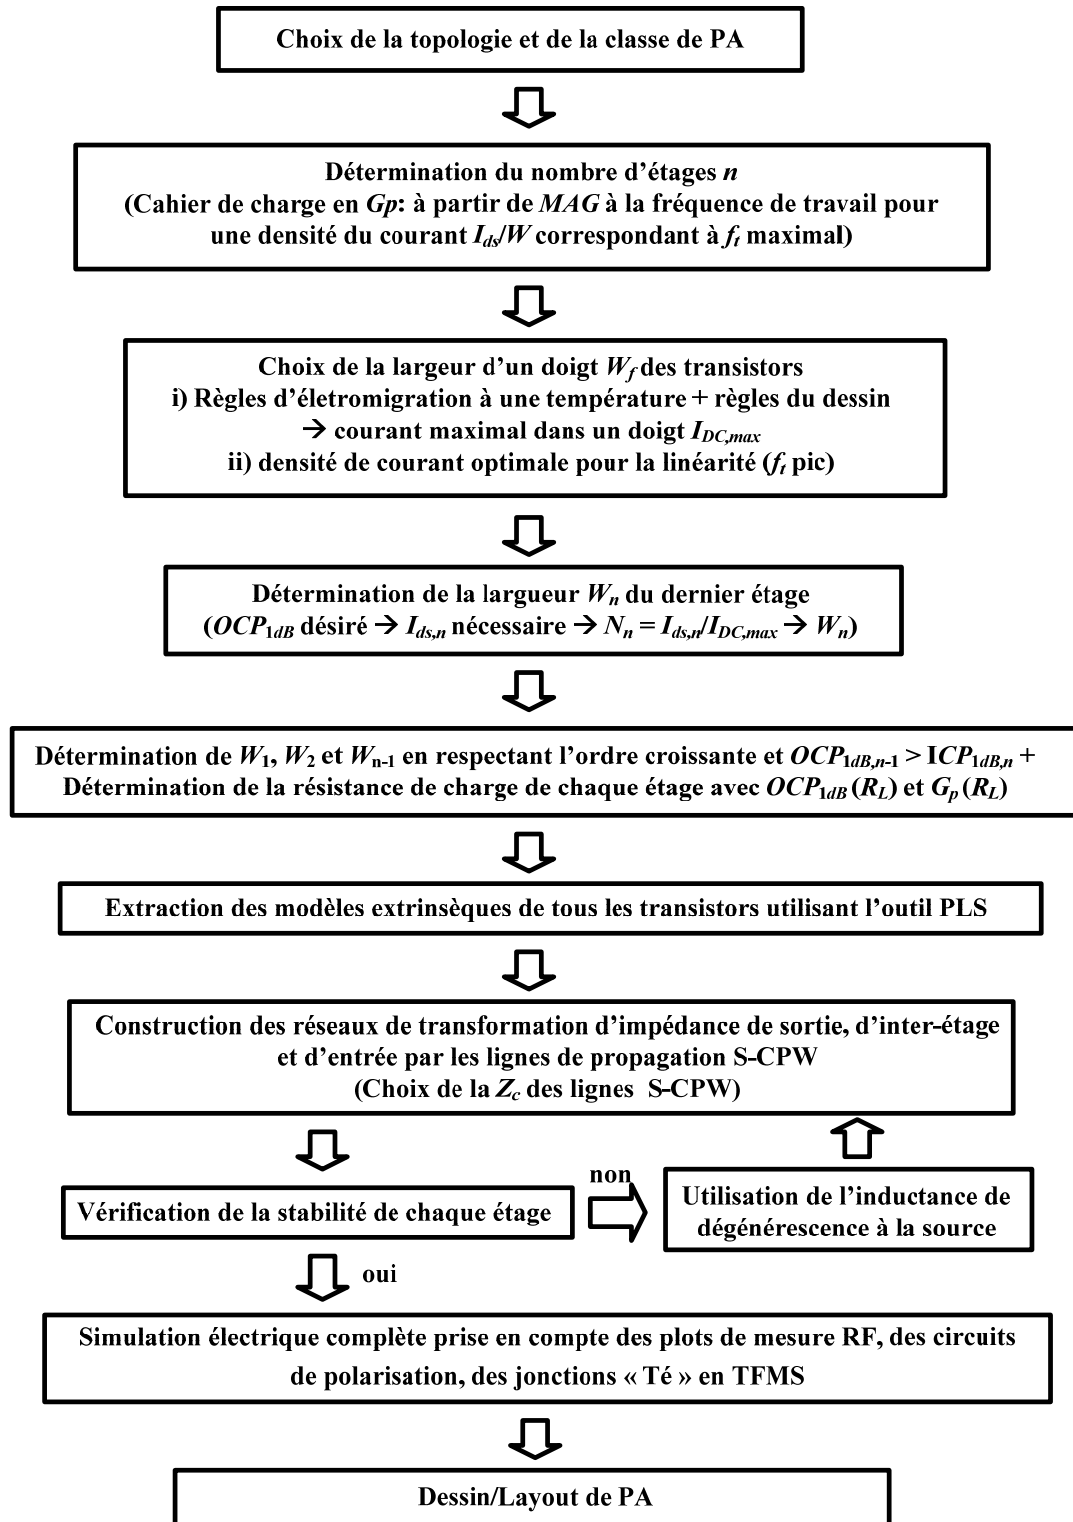 Choix de la topologie et de la classe de PA
Détermination du nombre d'étages n
(Cahier de charge en Gp: à partir de MAG à la fréquence de travail pour
une densité du courant Ids/W correspondant à ft maximal)
Choix de la largeur d'un doigt Wf des transistors
i) Règles d'életromigration à une température + règles du dessin
→ courant maximal dans un doigt IDC,max
ii) densité de courant optimale pour la linéarité (ft pic)
Détermination de la largueur Wn du dernier étage
(OCP1dB désiré → Ids,n nécessaire → Nn = Ids,n/IDC,max → Wn)
Détermination de W1, W2 et Wn-1 en respectant l'ordre croissante et OCP1dB,n-1 > ICP1dB,n +
Détermination de la résistance de charge de chaque étage avec OCP1dB (RL) et Gp (RL)
Extraction des modèles extrinsèques de tous les transistors utilisant l'outil PLS
Construction des réseaux de transformation d'impédance de sortie, d'inter-étage
et d'entrée par les lignes de propagation S-CPW
(Choix de la Zc des lignes S-CPW)
Vérification de la stabilité de chaque étage
non
Utilisation de l'inductance de
dégénérescence à la source
oui
Simulation électrique complète prise en compte des plots de mesure RF, des circuits
de polarisation, des jonctions « Té » en TFMS
Dessin/Layout de PA